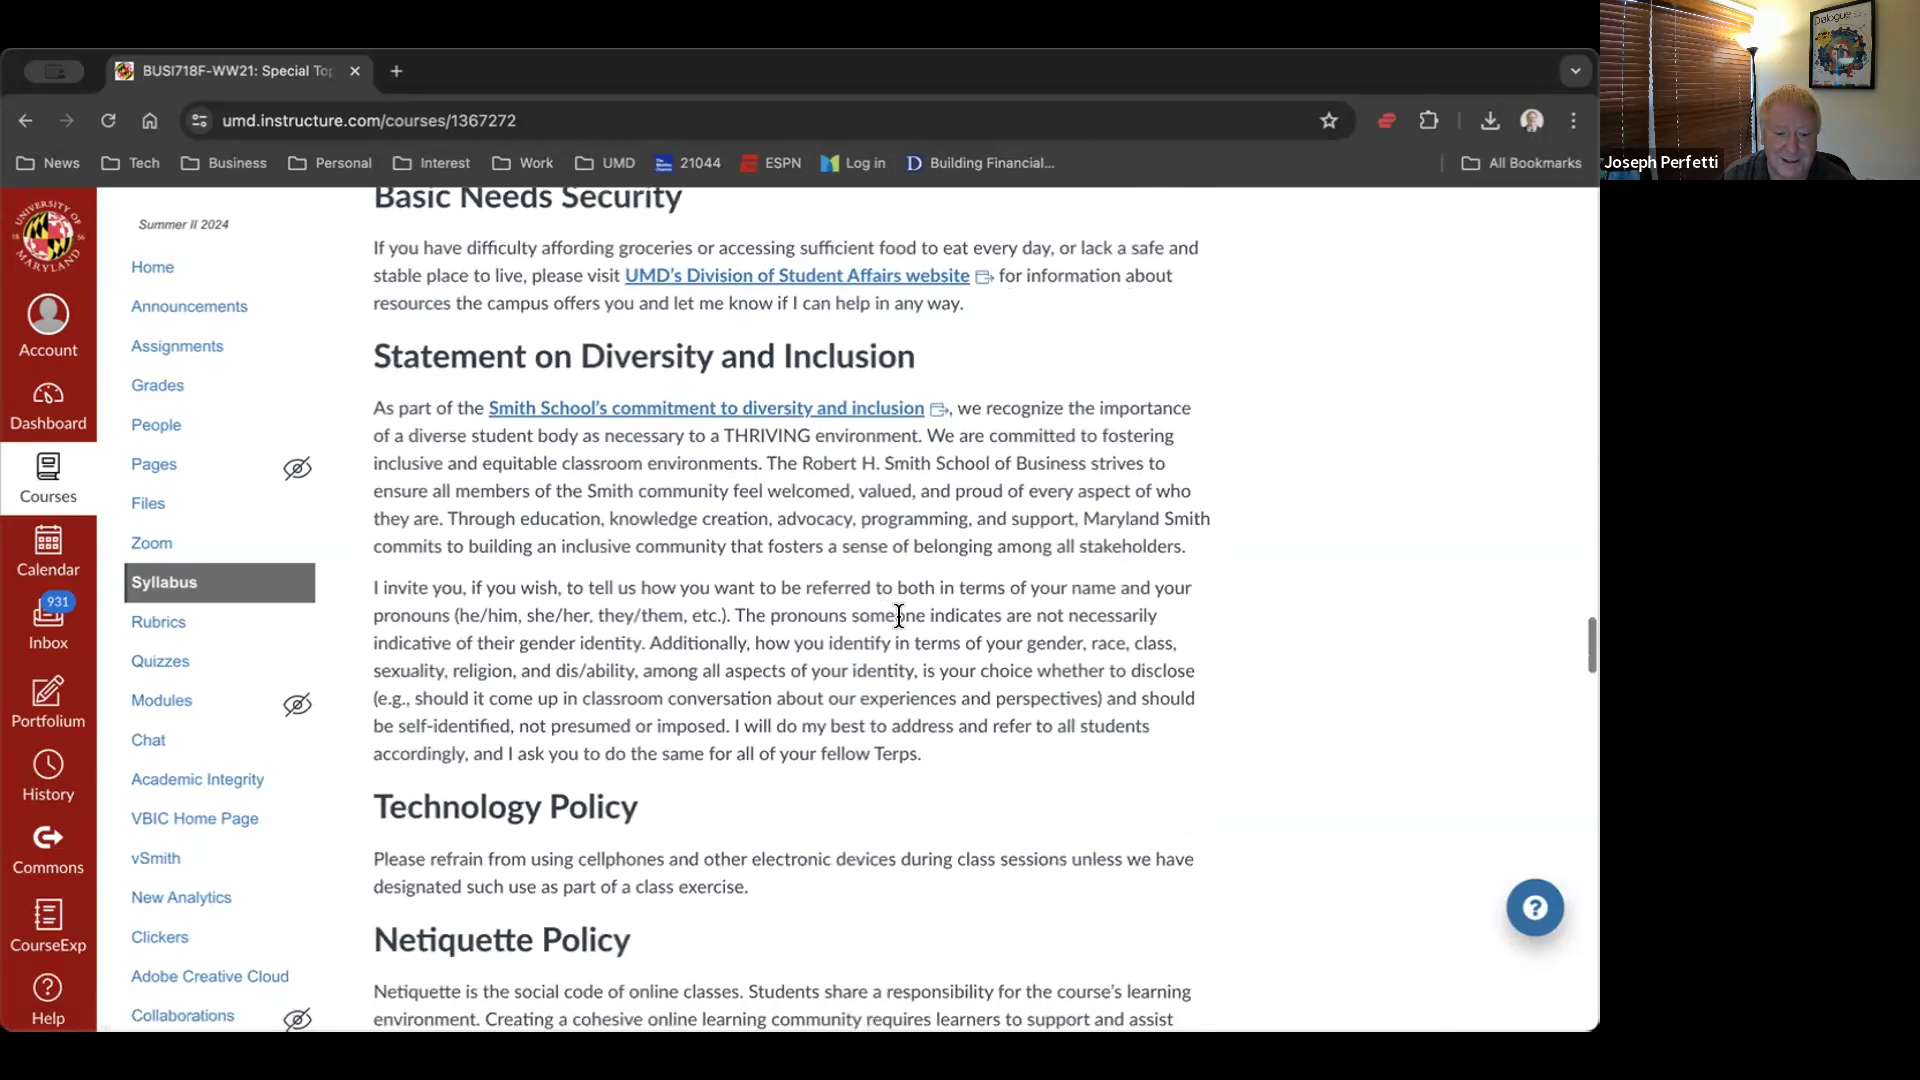 BUSI718F-WW21: Special Top
umd.instructure.com/courses/1367272
News Tech Business Personal Interest Work UMD 21044 ESPN Log in Building Financial... All Bookmarks
Dialogue
Joseph Perfetti
UNIVERSITY OF
18 56
MARYLAND
Account
Dashboard
Courses
Calendar
931
Inbox
Portfolium
History
Commons
CourseExp
Help
Summer II 2024
Home
Announcements
Assignments
Grades
People
Pages
Files
Zoom
Syllabus
Rubrics
Quizzes
Modules
Chat
Academic Integrity
VBIC Home Page
vSmith
New Analytics
Clickers
Adobe Creative Cloud
Collaborations
Basic Needs Security
If you have difficulty affording groceries or accessing sufficient food to eat every day, or lack a safe and
stable place to live, please visit UMD's Division of Student Affairs website for information about
resources the campus offers you and let me know if I can help in any way.
Statement on Diversity and Inclusion
As part of the Smith School's commitment to diversity and inclusion, we recognize the importance
of a diverse student body as necessary to a THRIVING environment. We are committed to fostering
inclusive and equitable classroom environments. The Robert H. Smith School of Business strives to
ensure all members of the Smith community feel welcomed, valued, and proud of every aspect of who
they are. Through education, knowledge creation, advocacy, programming, and support, Maryland Smith
commits to building an inclusive community that fosters a sense of belonging among all stakeholders.
I invite you, if you wish, to tell us how you want to be referred to both in terms of your name and your
pronouns (he/him, she/her, they/them, etc.). The pronouns someone indicates are not necessarily
indicative of their gender identity. Additionally, how you identify in terms of your gender, race, class,
sexuality, religion, and dis/ability, among all aspects of your identity, is your choice whether to disclose
(e.g., should it come up in classroom conversation about our experiences and perspectives) and should
be self-identified, not presumed or imposed. I will do my best to address and refer to all students
accordingly, and I ask you to do the same for all of your fellow Terps.
Technology Policy
Please refrain from using cellphones and other electronic devices during class sessions unless we have
designated such use as part of a class exercise.
Netiquette Policy
Netiquette is the social code of online classes. Students share a responsibility for the course's learning
environment. Creating a cohesive online learning community requires learners to support and assist